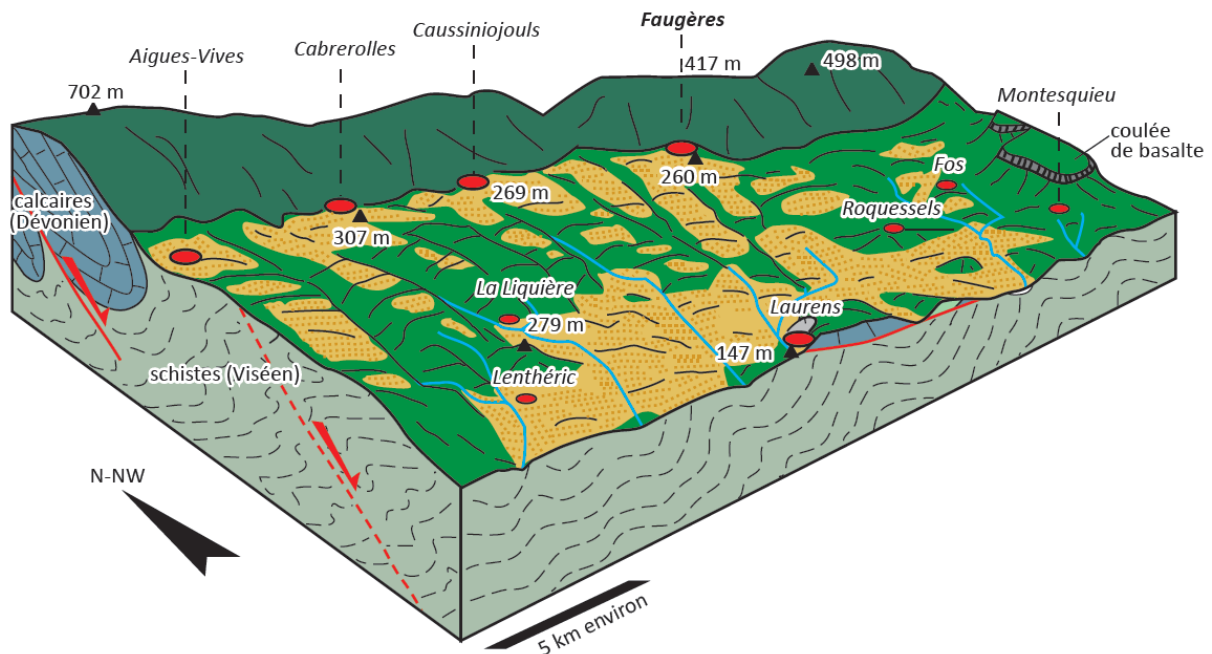 Aigues-Vives
Cabrerolles
Caussiniojouls
Faugères
702 m
417 m
498 m
Montesquieu
coulée
de basalte
calcaires
(Dévonien)
269 m
260 m
Fos
307 m
Roquessels
La Liquière
279 m
Laurens
147 m
Lenthéric
schistes (Viséen)
N-NW
5 km environ